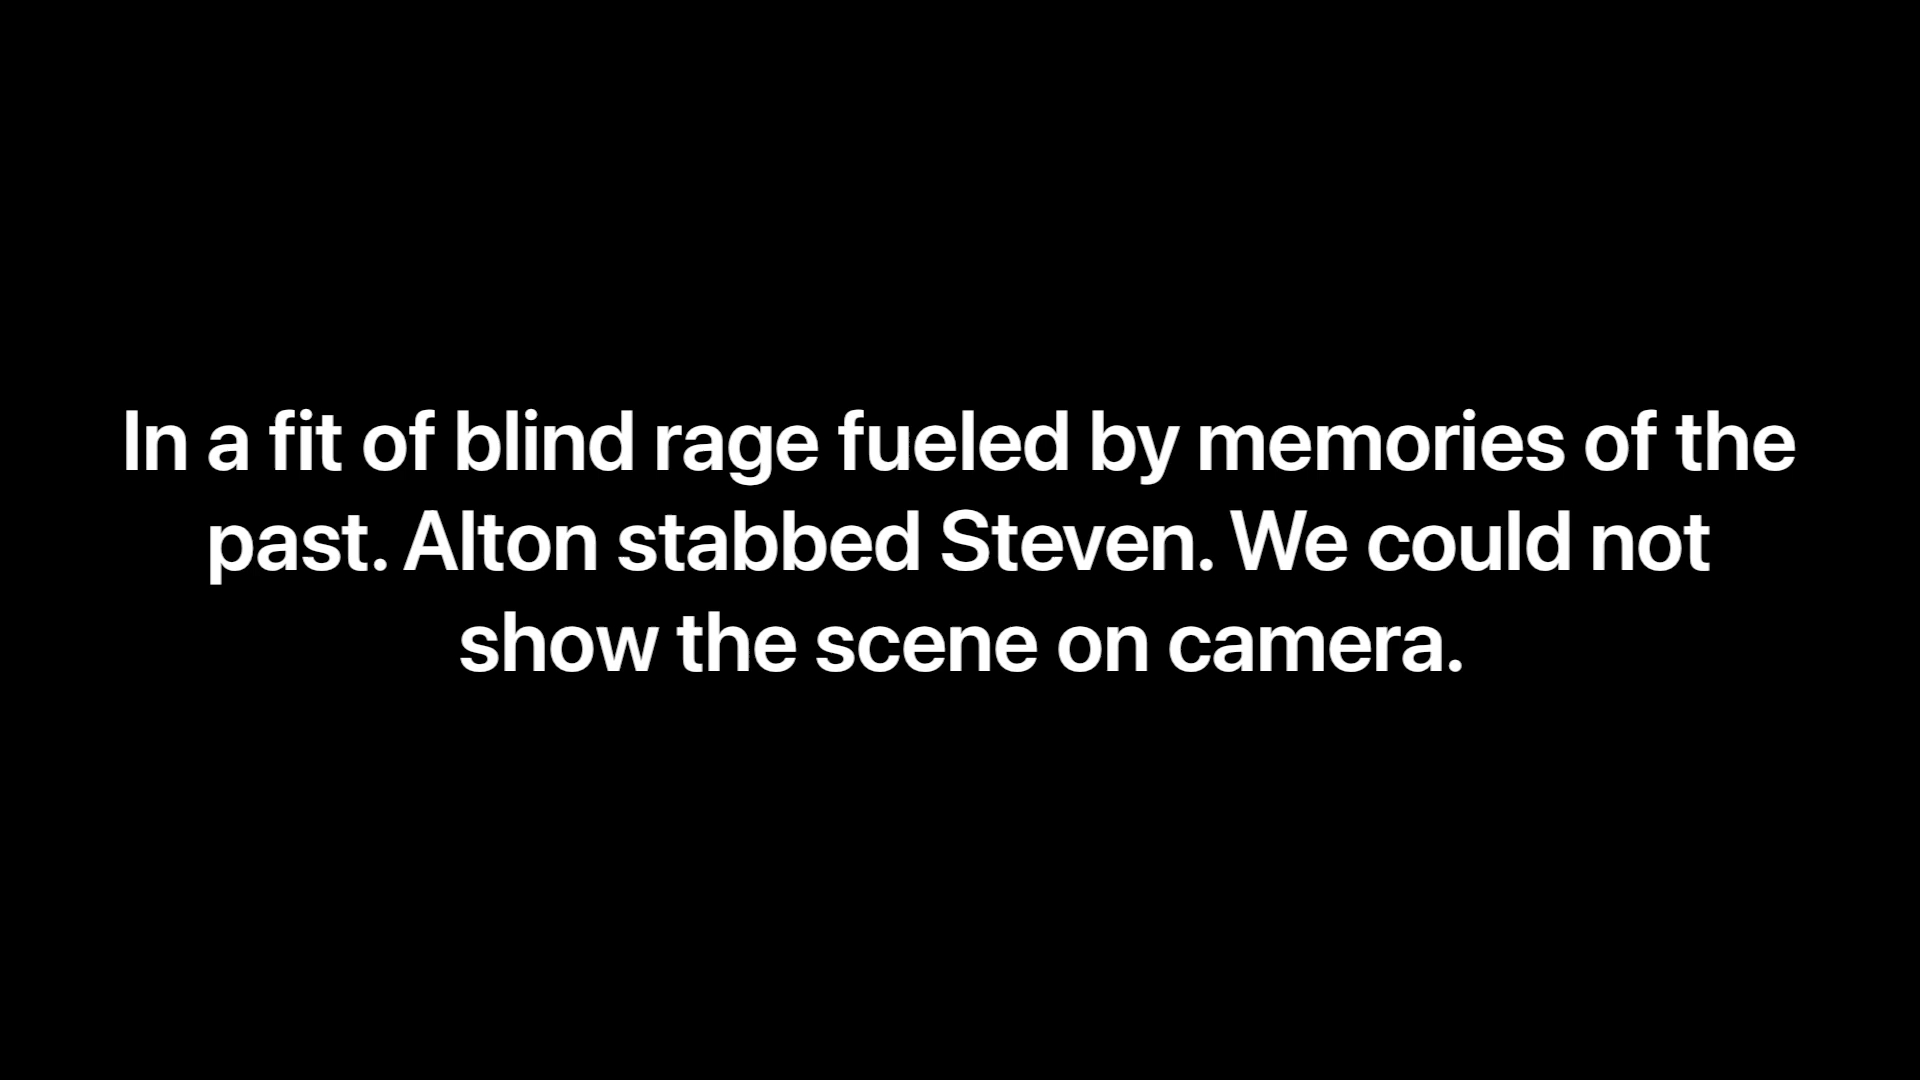 In a fit of blind rage fueled by memories of the
past. Alton stabbed Steven. We could not
show the scene on camera.